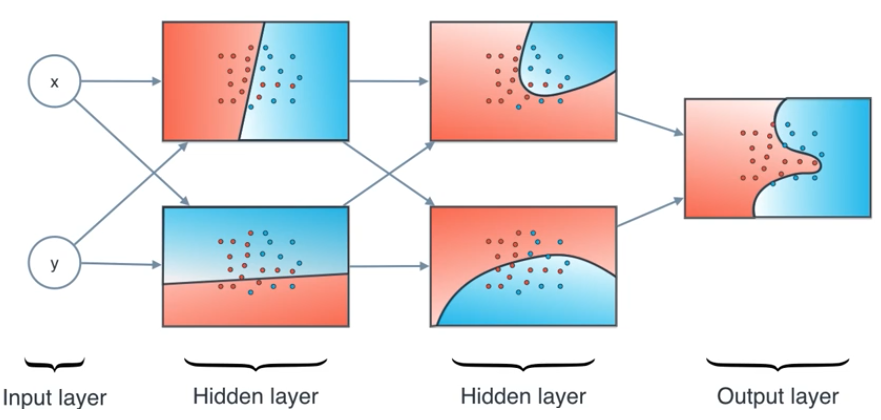 x
y
Input layer
Hidden layer
Hidden layer
Output layer